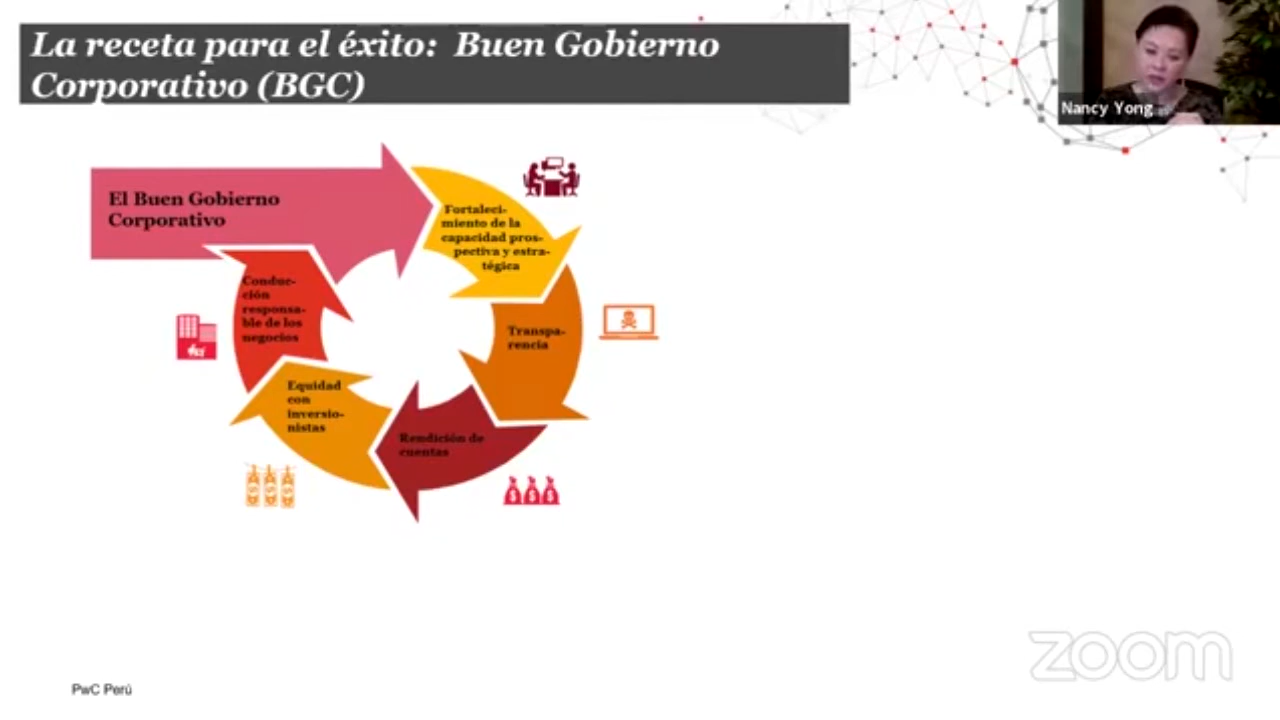 La receta para el éxito: Buen Gobierno
Corporativo (BGC)
Nancy Yong
El Buen Gobierno
Corporativo
Fortaleci-
miento de la
capacidad pros-
pectiva y estra-
tégica
Transpa-
rencia
Rendición de
cuentas
Equidad
con
inversio-
nistas
Conduc-
ción
responsa-
ble de los
negocios
PwC Perú
zoom